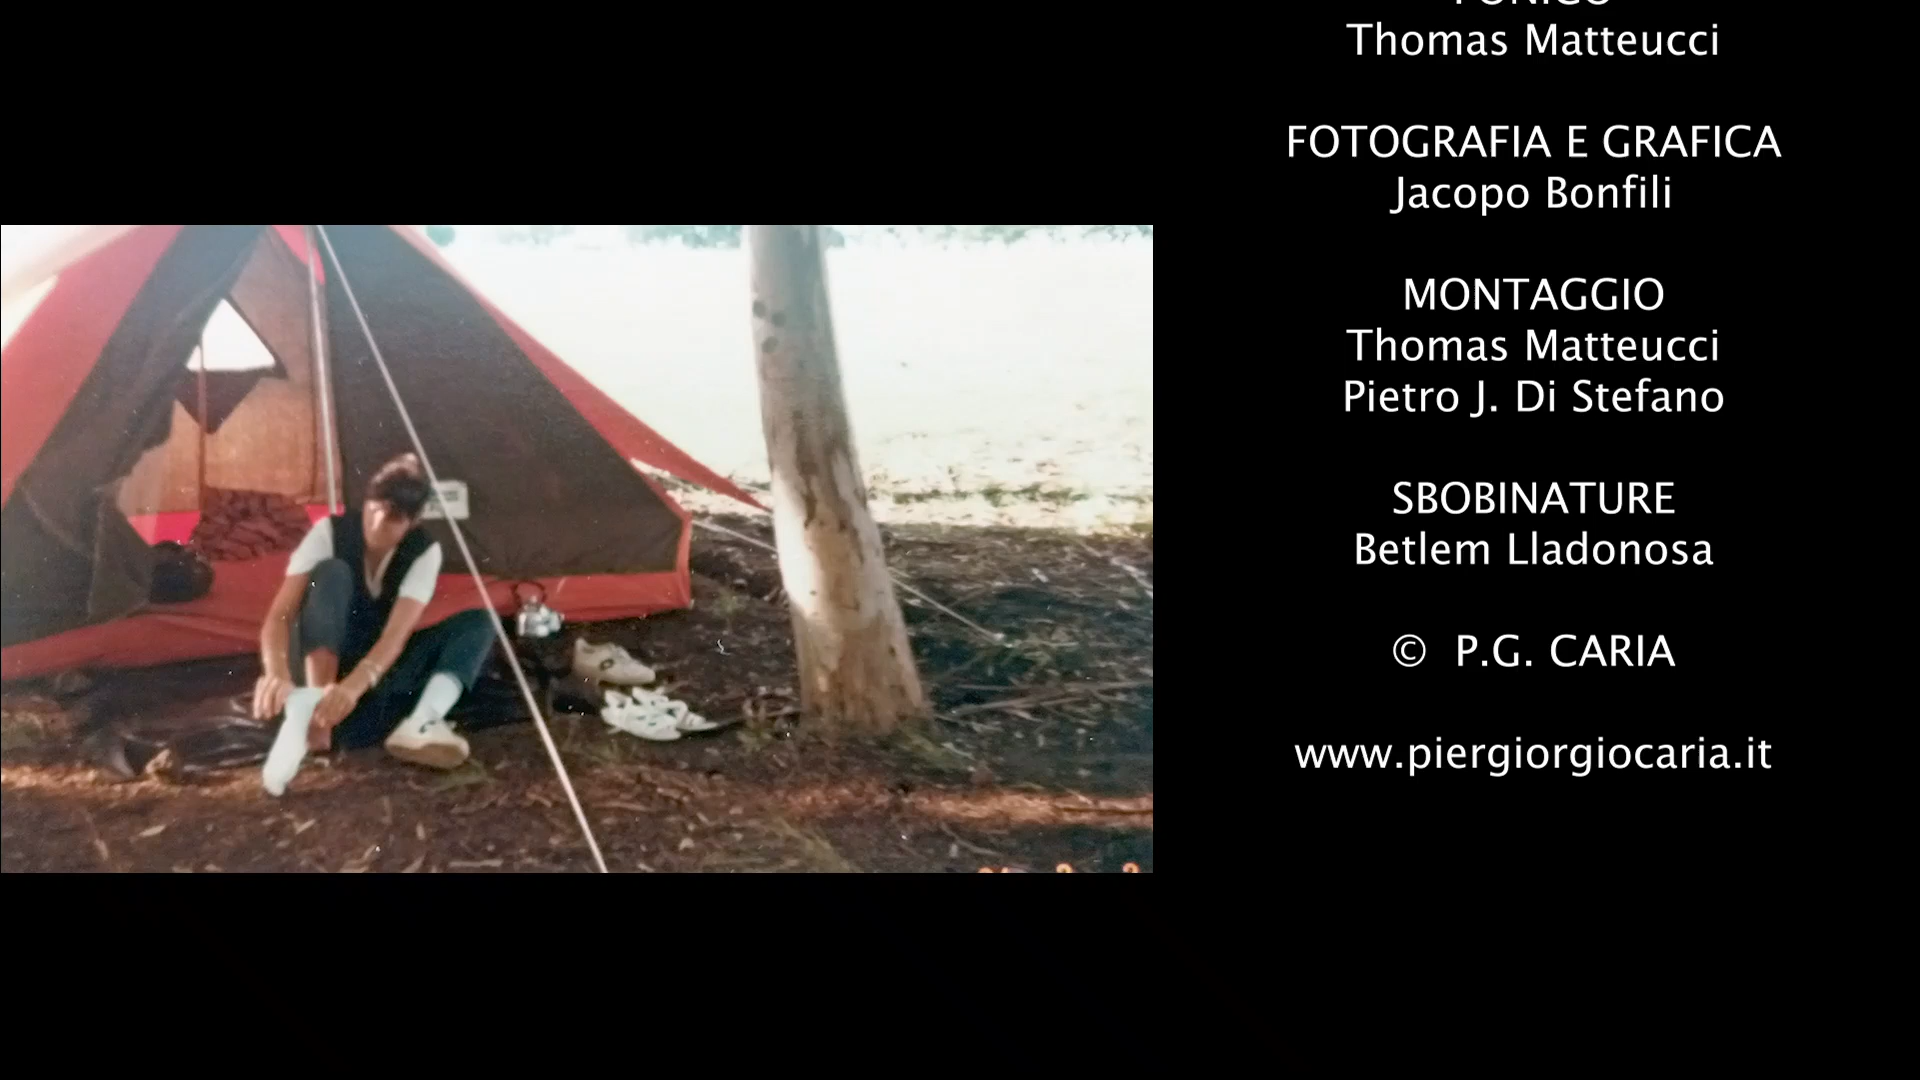 Thomas Matteucci
FOTOGRAFIA E GRAFICA
Jacopo Bonfili
MONTAGGIO
Thomas Matteucci
Pietro J. Di Stefano
SBOBINATURE
Betlem Lladonosa
© P.G. CARIA
www.piergiorgiocaria.it